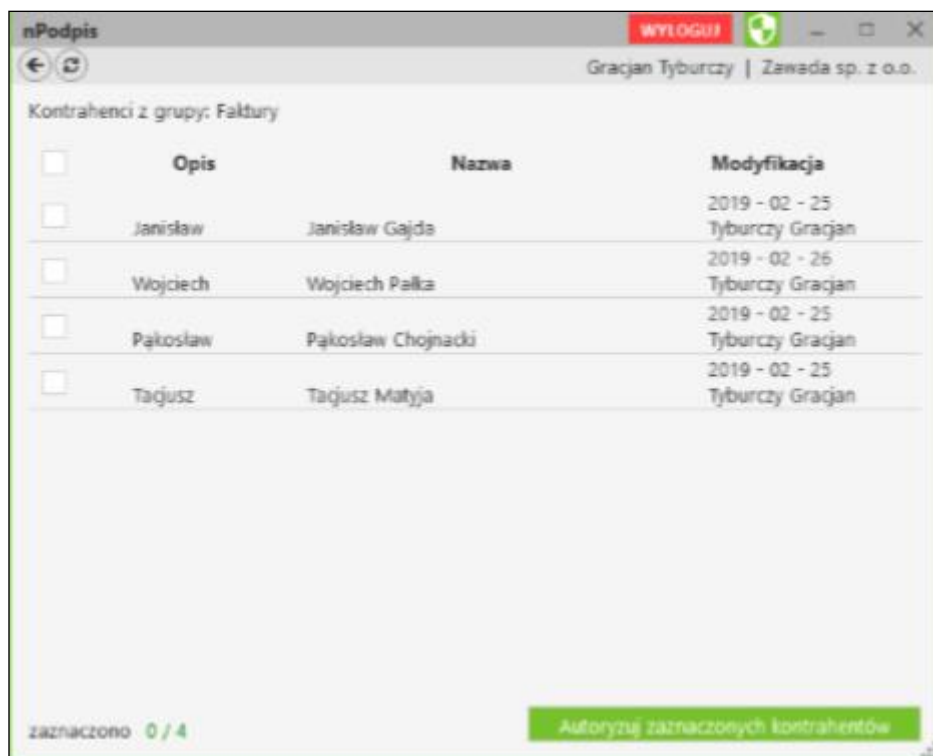 nPodpis WYLOGUJ
Gracjan Tyburczy | Zawada sp. z o.o.
Kontrahenci z grupy: Faktury
Opis Nazwa Modyfikacja
2019 - 02 - 25
Janisław Janisław Gajda Tyburczy Gracjan
2019 - 02 - 26
Wojciech Wojciech Pałka Tyburczy Gracjan
2019 - 02 - 25
Pąkosław Pąkosław Chojnacki Tyburczy Gracjan
2019 - 02 - 25
Tacjusz Tacjusz Matyja Tyburczy Gracjan
zaznaczono 0 / 4 Autoryzuj zaznaczonych kontrahentów